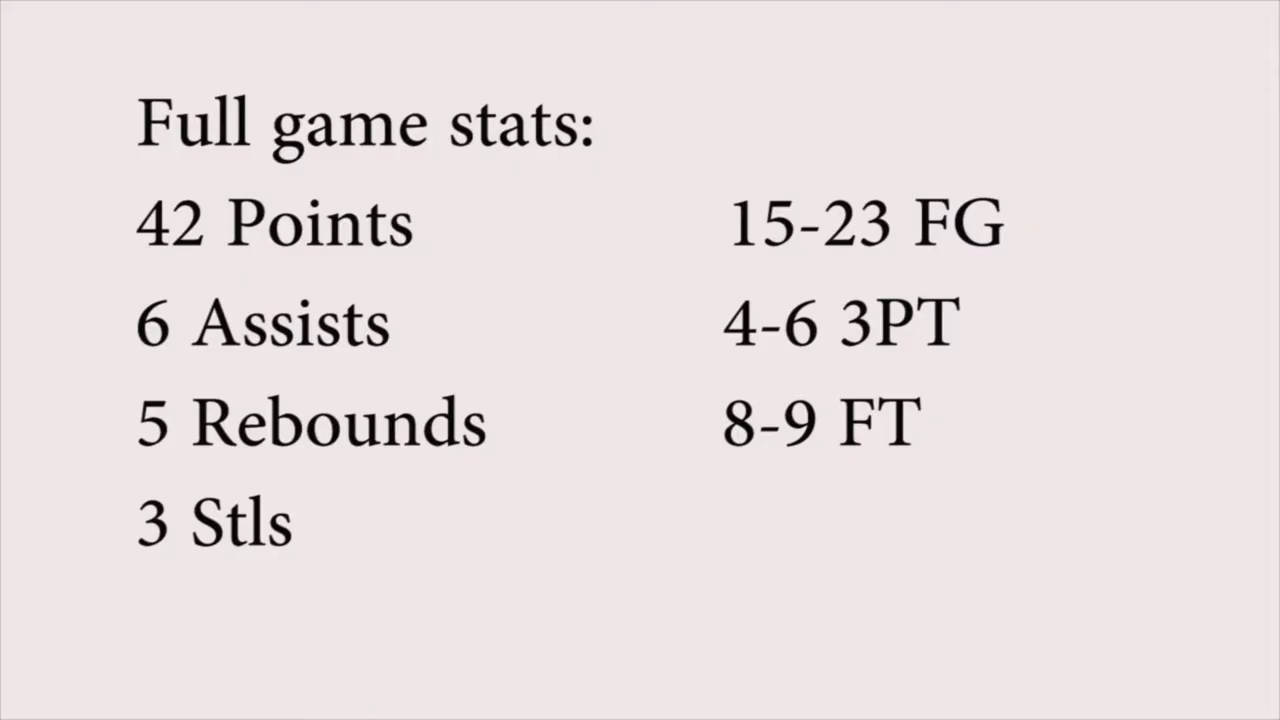 Full game stats:
42 Points 15-23 FG
6 Assists 4-6 3PT
5 Rebounds 8-9 FT
3 Stls